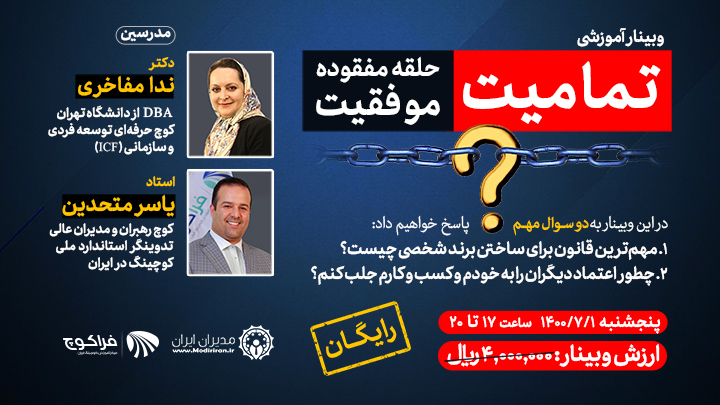 وبینار آموزشی
تمامیت
حلقه مفقوده
موفقیت
در این وبینار به دو سوال مهم پاسخ خواهیم داد:
۱. مهم‌ترین قانون برای ساختن برند شخصی چیست؟
۲. چطور اعتماد دیگران را به خودم و کسب و کارم جلب کنم؟
پنجشنبه ۱۴۰۰/۷/۱ ساعت ۱۷ تا ۲۰
ارزش وبینار: ۴,۰۰۰,۰۰۰ ریال
رایگان
مدرسین
دکتر
ندا مفاخری
DBA از دانشگاه تهران
کوچ حرفه‌ای توسعه فردی
و سازمانی (ICF)
استاد
یاسر متحدین
کوچ رهبران و مدیران عالی
تدوینگر استاندارد ملی
کوچینگ در ایران
مدیران ایران
www.Modiriran.ir
فراکوچ